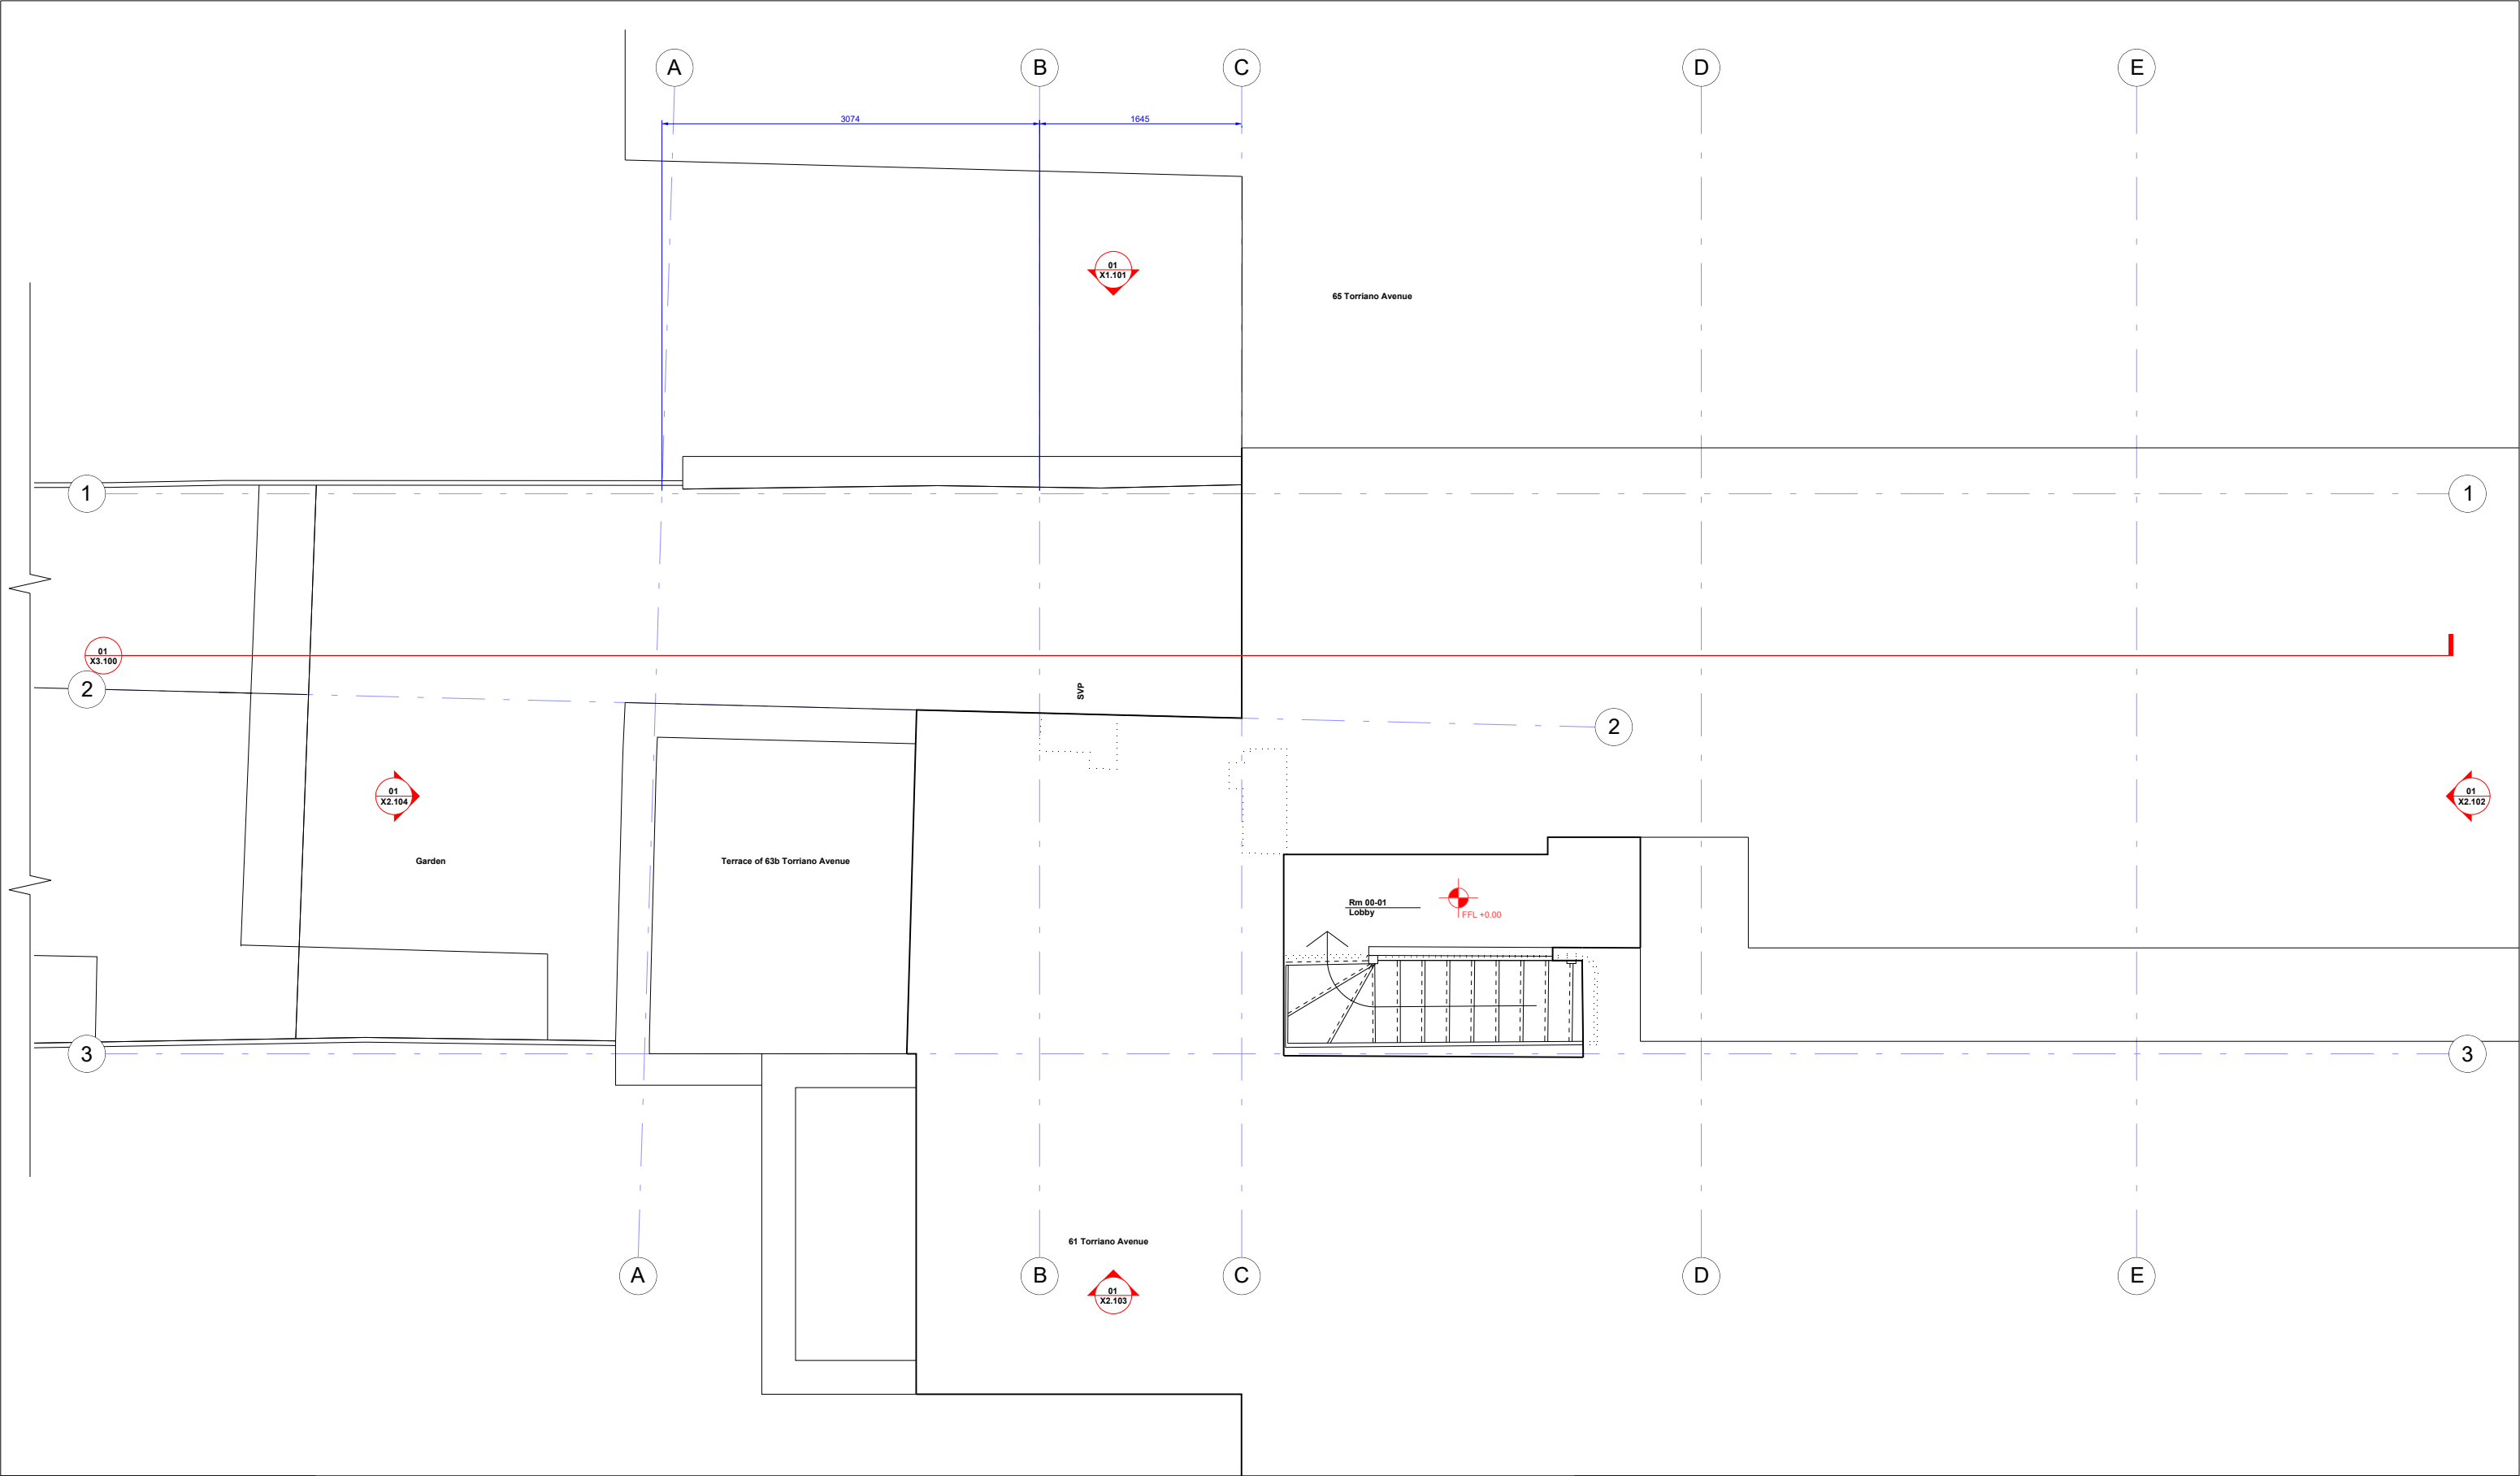 A
B
C
D
E
3074
1645
01
X1.101
65 Torriano Avenue
1
1
01
X3.100
2
SVP
2
01
X2.104
01
X2.102
Garden
Terrace of 63b Torriano Avenue
Rm 00-01
Lobby
FFL +0.00
3
3
61 Torriano Avenue
A
B
C
D
E
01
X2.103